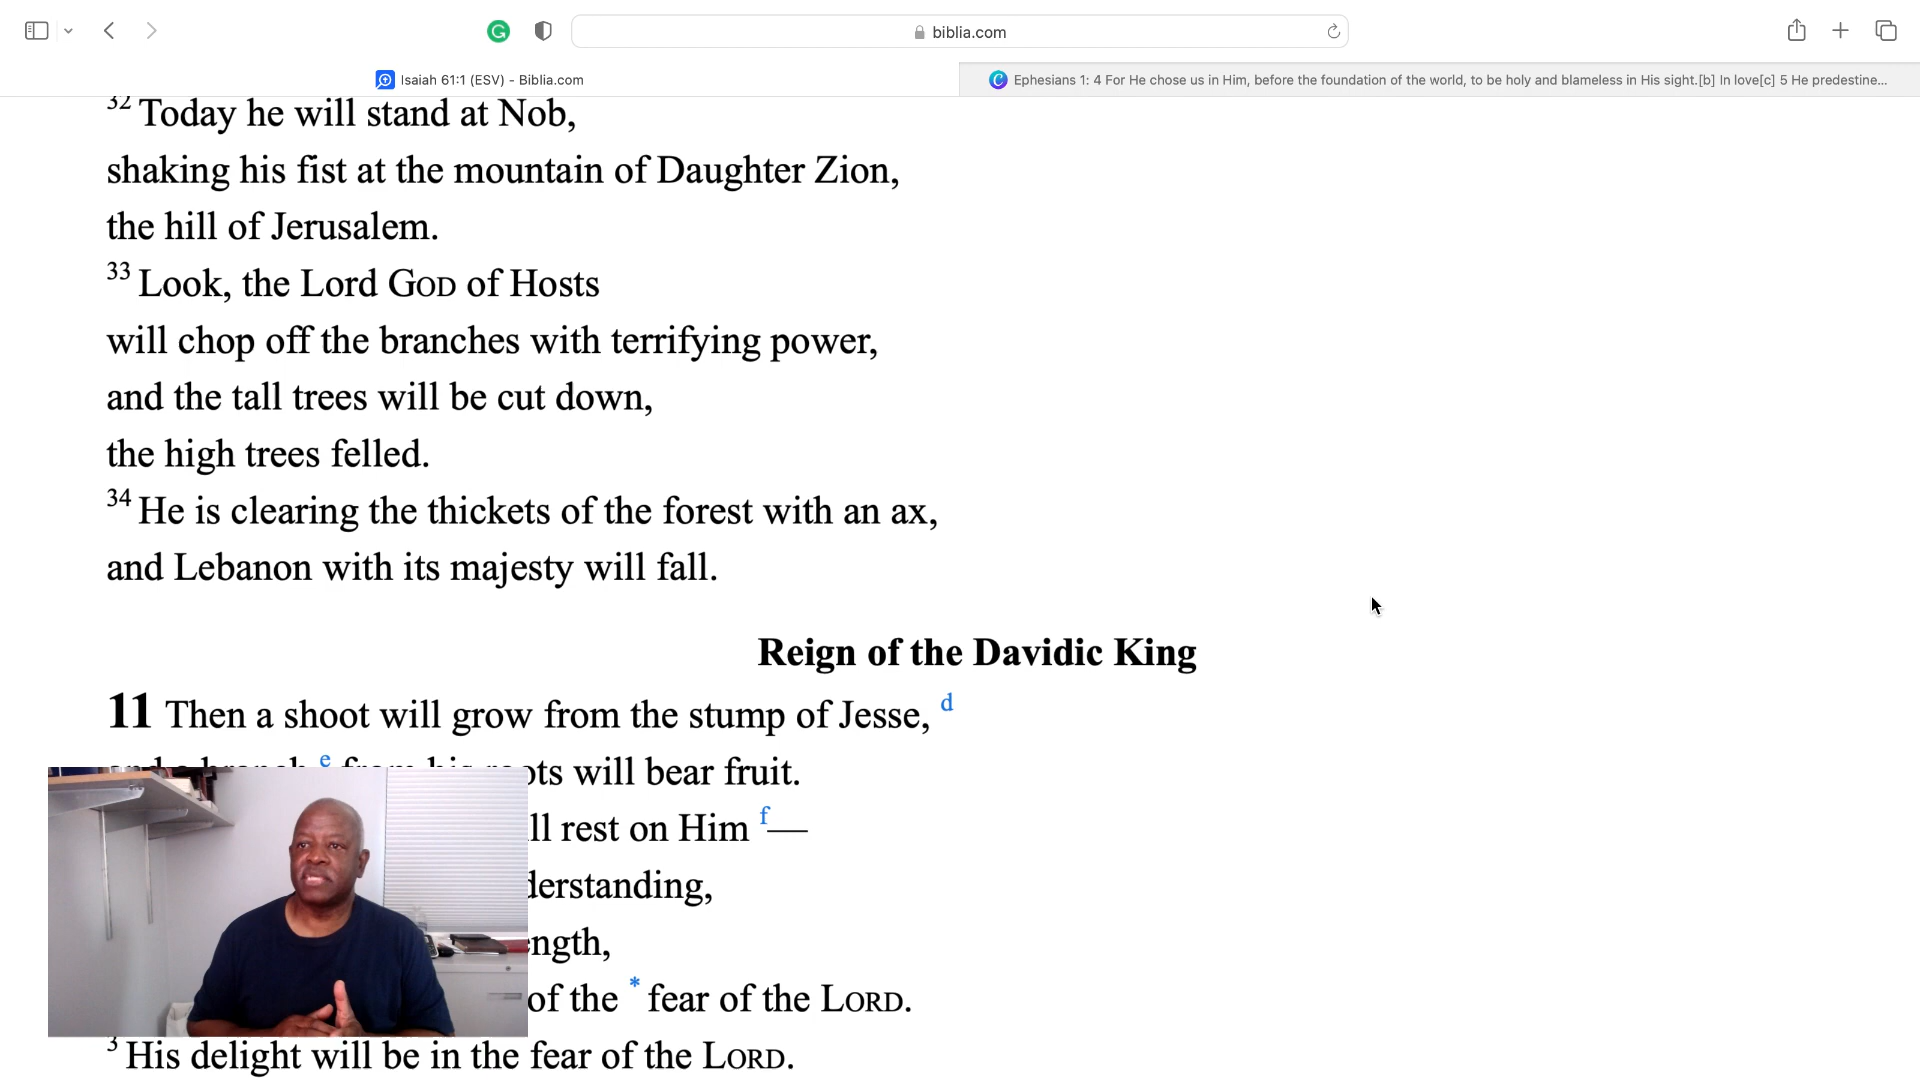 biblia.com
Isaiah 61:1 (ESV) - Biblia.com
Ephesians 1: 4 For He chose us in Him, before the foundation of the world, to be holy and blameless in His sight.[b] In love[c] 5 He predestine...
32 Today he will stand at Nob,
shaking his fist at the mountain of Daughter Zion,
the hill of Jerusalem.
33 Look, the Lord GOD of Hosts
will chop off the branches with terrifying power,
and the tall trees will be cut down,
the high trees felled.
34 He is clearing the thickets of the forest with an ax,
and Lebanon with its majesty will fall.
Reign of the Davidic King
11 Then a shoot will grow from the stump of Jesse, d
and a branch e from his roots will bear fruit.
ll rest on Him f—
derstanding,
ngth,
of the * fear of the LORD.
3 His delight will be in the fear of the LORD.